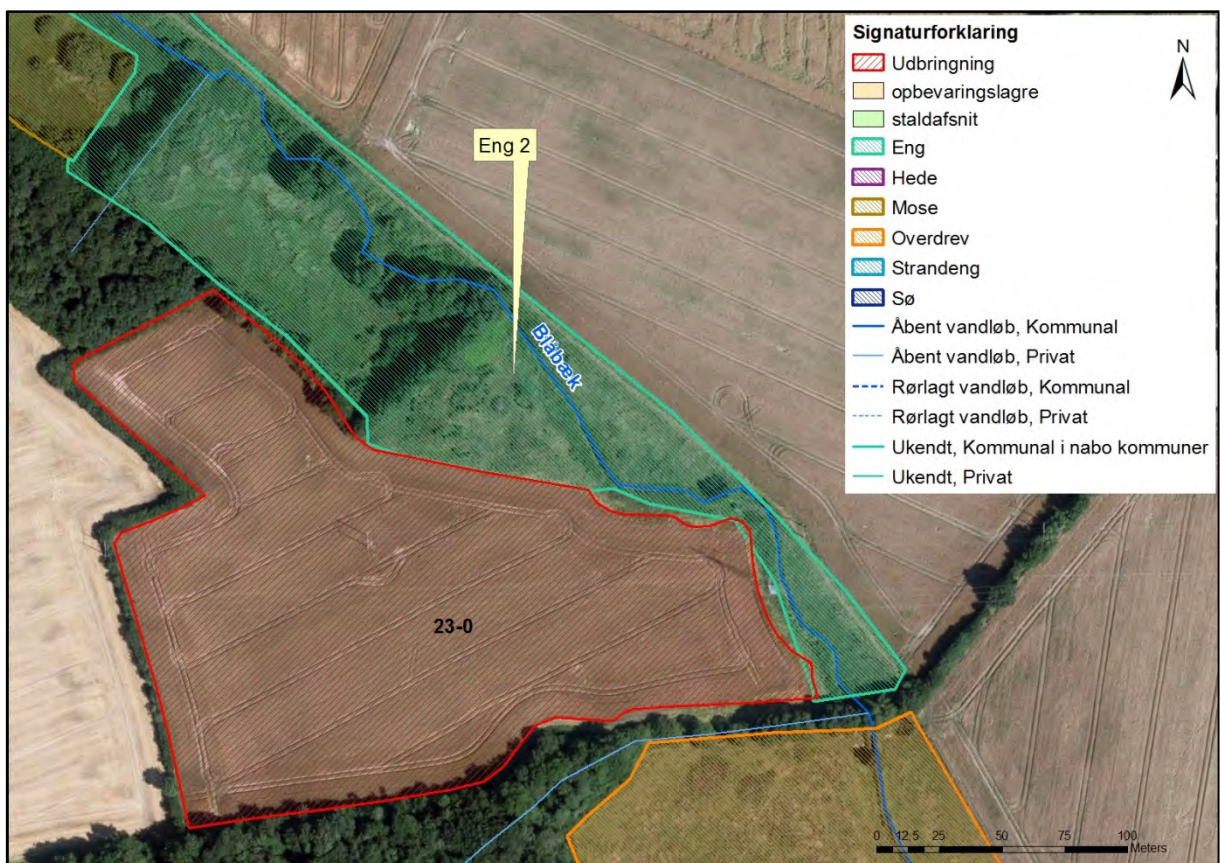 Signaturforklaring
Udbringning
opbevaringslagre
staldafsnit
Eng
Hede
Mose
Overdrev
Strandeng
Sø
Åbent vandløb, Kommunal
Åbent vandløb, Privat
Rørlagt vandløb, Kommunal
Rørlagt vandløb, Privat
Ukendt, Kommunal i nabo kommuner
Ukendt, Privat
N
Eng 2
Blåbæk
23-0
0 12,5 25 50 75 100
Meters